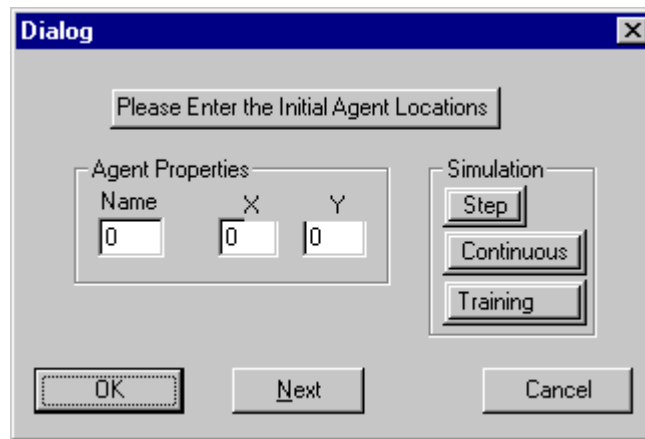 Dialog
Please Enter the Initial Agent Locations
Agent Properties
Name X Y
0 0 0
Simulation
Step
Continuous
Training
OK Next Cancel